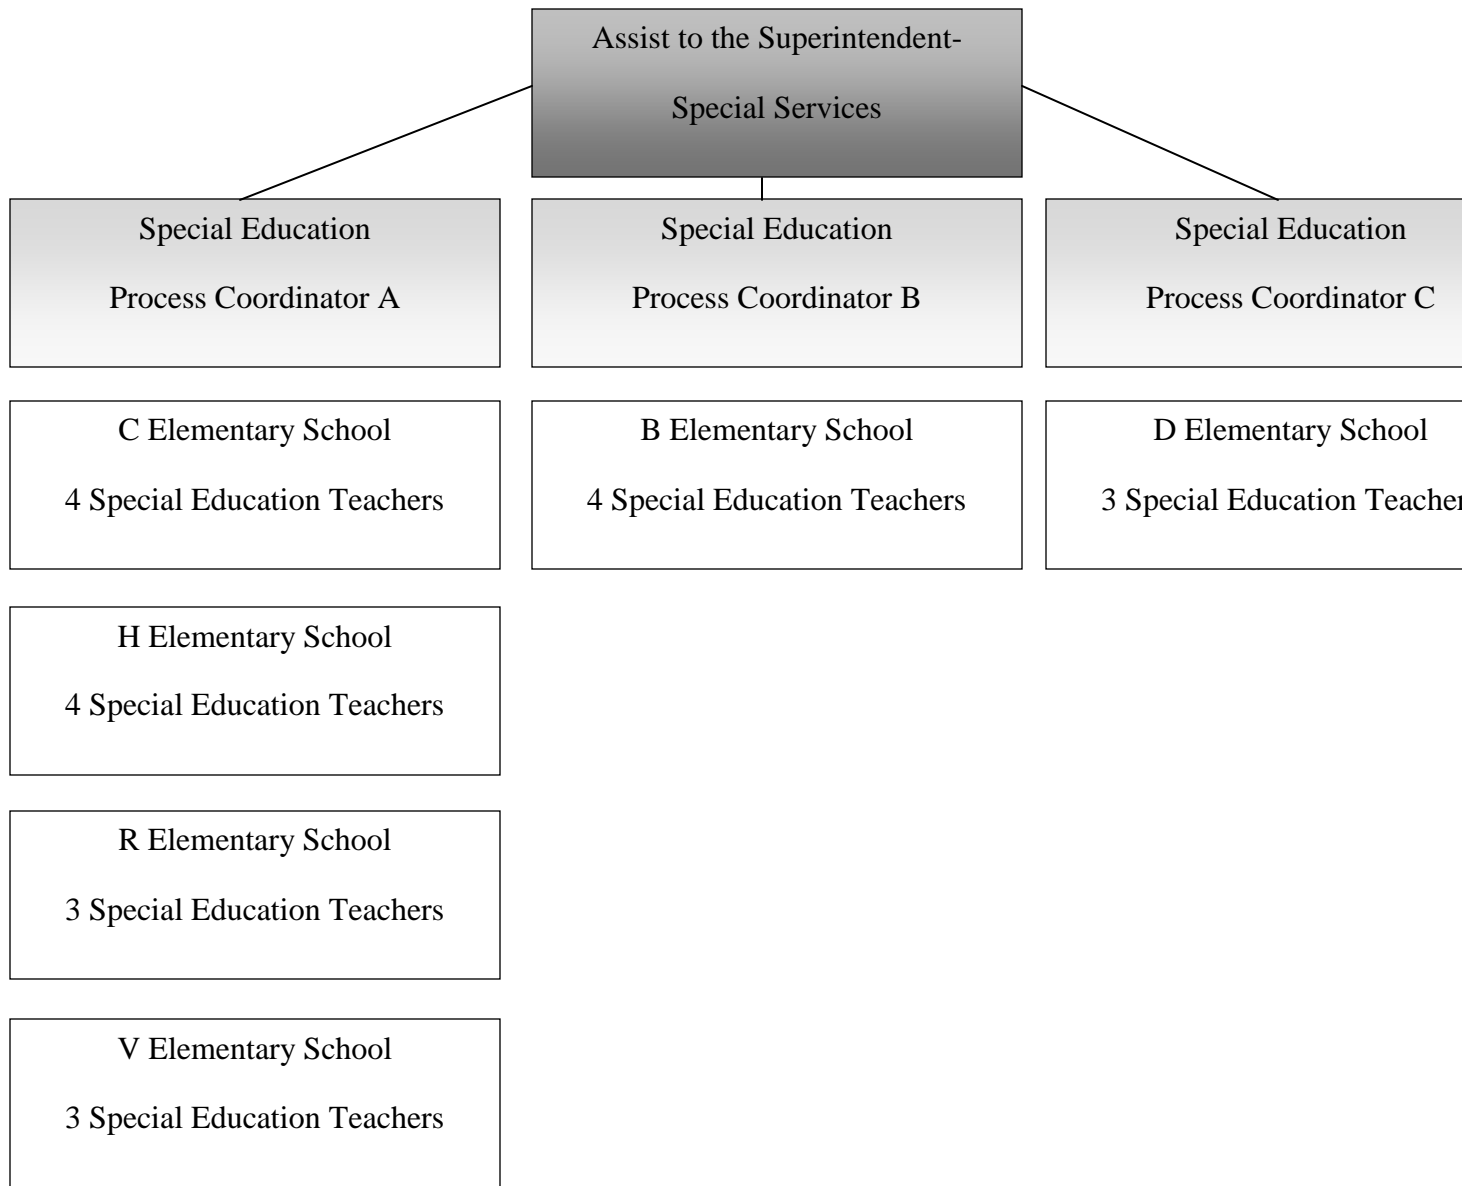 Assist to the Superintendent-
Special Services
Special Education
Process Coordinator A
Special Education
Process Coordinator B
Special Education
Process Coordinator C
C Elementary School
4 Special Education Teachers
B Elementary School
4 Special Education Teachers
D Elementary School
3 Special Education
H Elementary School
4 Special Education Teachers
R Elementary School
3 Special Education Teachers
V Elementary School
3 Special Education Teachers